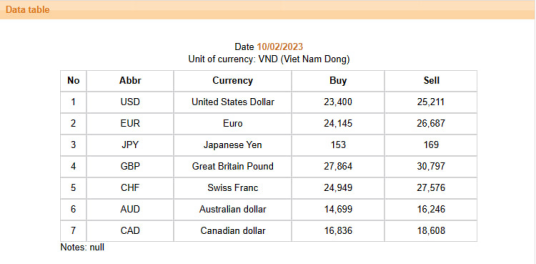 Data table
Date 10/02/2023
Unit of currency: VND (Viet Nam Dong)
No Abbr Currency Buy Sell
1 USD United States Dollar 23,400 25,211
2 EUR Euro 24,145 26,687
3 JPY Japanese Yen 153 169
4 GBP Great Britain Pound 27,864 30,797
5 CHF Swiss Franc 24,949 27,576
6 AUD Australian dollar 14,699 16,246
7 CAD Canadian dollar 16,836 18,608
Notes: null